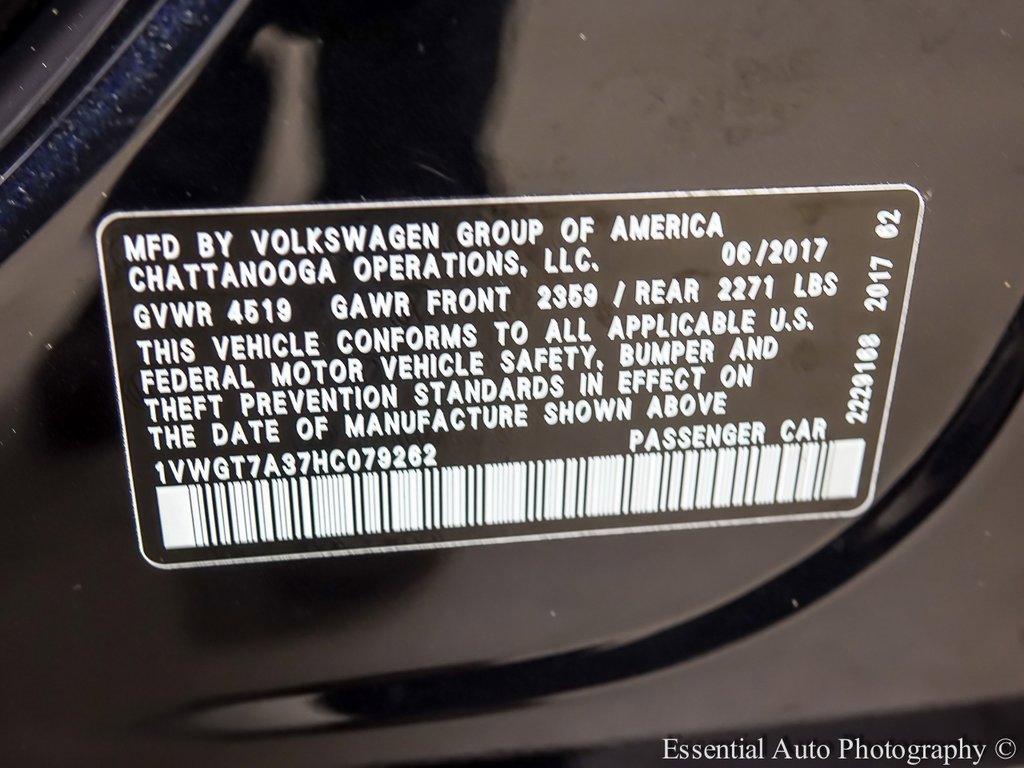 MFD BY VOLKSWAGEN GROUP OF AMERICA
CHATTANOOGA OPERATIONS, LLC. 06/2017
GVWR 4519 GAWR FRONT 2359 / REAR 2271 LBS
THIS VEHICLE CONFORMS TO ALL APPLICABLE U.S.
FEDERAL MOTOR VEHICLE SAFETY, BUMPER AND
THEFT PREVENTION STANDARDS IN EFFECT ON
THE DATE OF MANUFACTURE SHOWN ABOVE
1VWGT7A37HC079262 PASSENGER CAR
2229168 2017 62
Essential Auto Photography ©